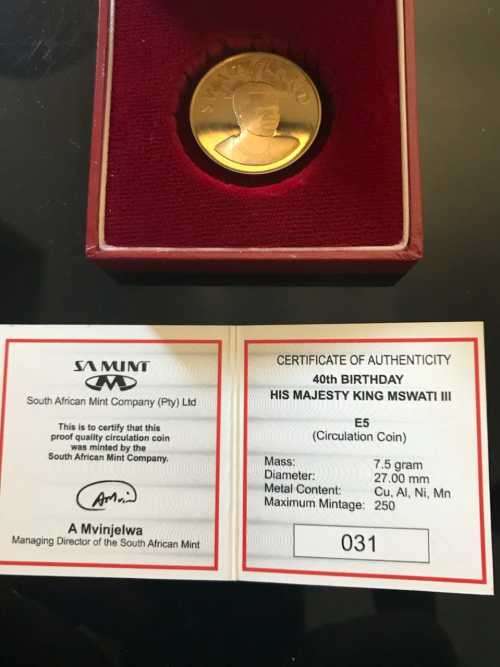 SWAZILAND
SA MINT
South African Mint Company (Pty) Ltd
This is to certify that this
proof quality circulation coin
was minted by the
South African Mint Company.
A Mvinjelwa
Managing Director of the South African Mint
CERTIFICATE OF AUTHENTICITY
40th BIRTHDAY
HIS MAJESTY KING MSWATI III
E5
(Circulation Coin)
Mass: 7.5 gram
Diameter: 27.00 mm
Metal Content: Cu, Al, Ni, Mn
Maximum Mintage: 250
031